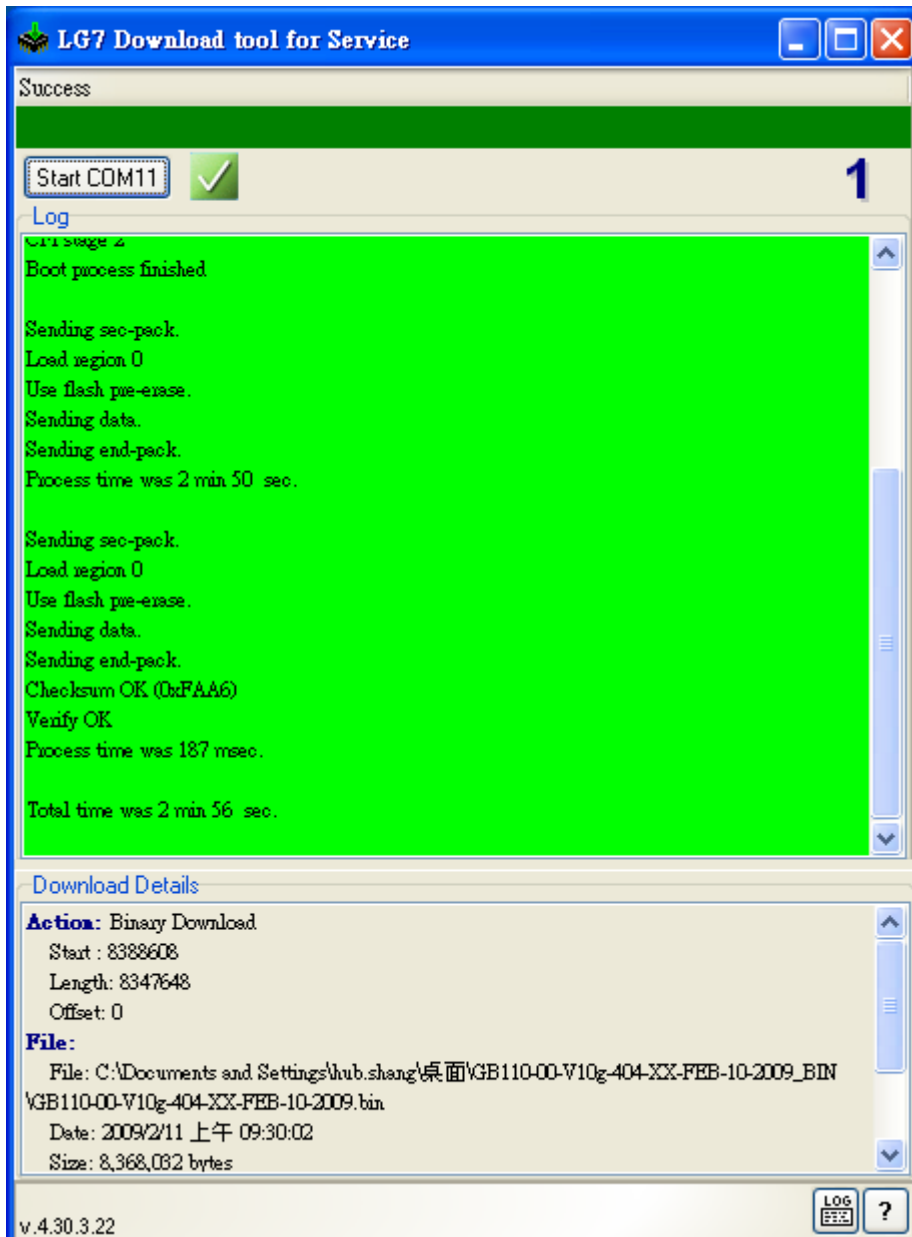 LG7 Download tool for Service
Success
Start COM11
1
Log
CFI stage 2
Boot process finished
Sending sec-pack.
Load region 0
Use flash pre-erase.
Sending data.
Sending end-pack.
Process time was 2 min 50 sec.
Sending sec-pack.
Load region 0
Use flash pre-erase.
Sending data.
Sending end-pack.
Checksum OK (0xFAA6)
Verify OK
Process time was 187 msec.
Total time was 2 min 56 sec.
Download Details
Action: Binary Download
Start : 8388608
Length: 8347648
Offset: 0
File:
File: C:\Documents and Settings\hub.shang\桌面\GB110-00-V10g-404-XX-FEB-10-2009_BIN
\GB110-00-V10g-404-XX-FEB-10-2009.bin
Date: 2009/2/11 上午 09:30:02
Size: 8,368,032 bytes
LOG
?
v.4.30.3.22